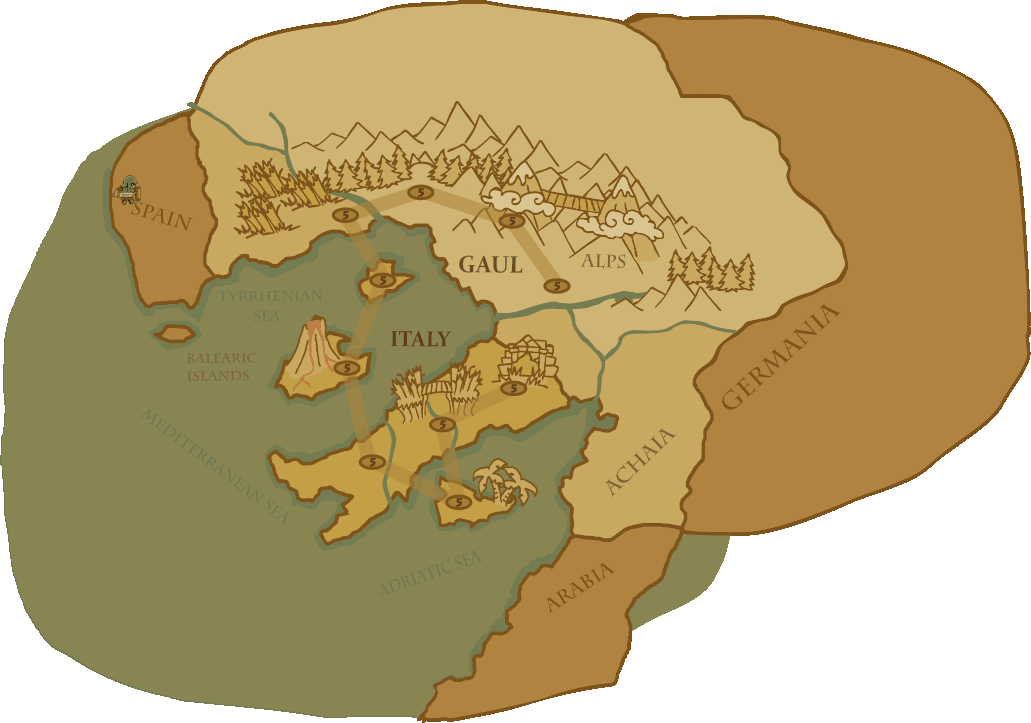 SPAIN
5
5
5
5
GAUL
ALPS
5
5
TYRRHENIAN
SEA
ITALY
BALEARIC
ISLANDS
5
5
5
5
5
MEDITERRANEAN SEA
ADRIATIC SEA
ACHAIA
GERMANIA
ARABIA